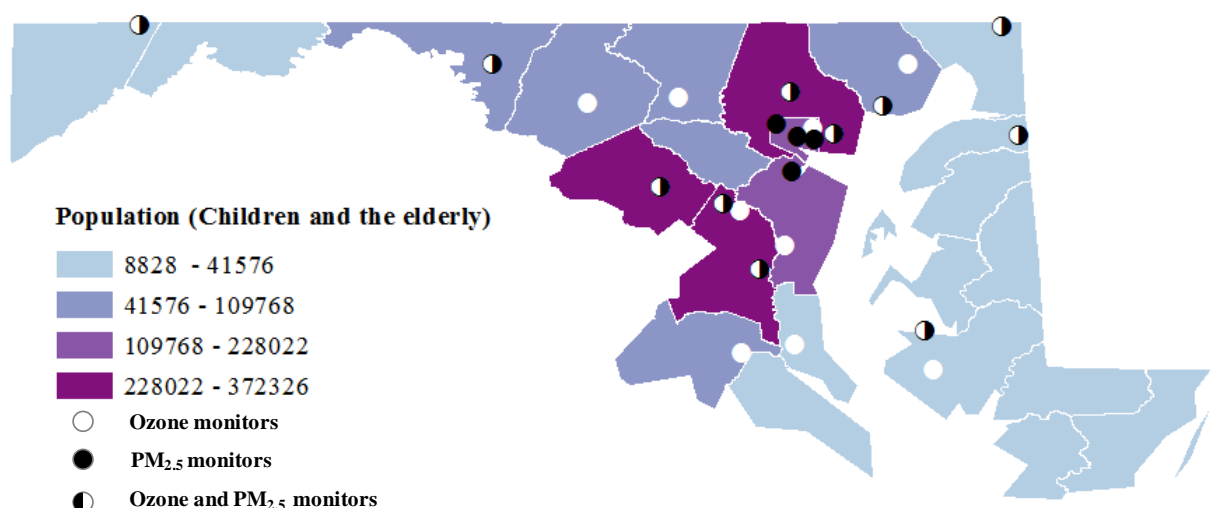 Population (Children and the elderly)
8828 - 41576
41576 - 109768
109768 - 228022
228022 - 372326
Ozone monitors
PM2.5 monitors
Ozone and PM2.5 monitors